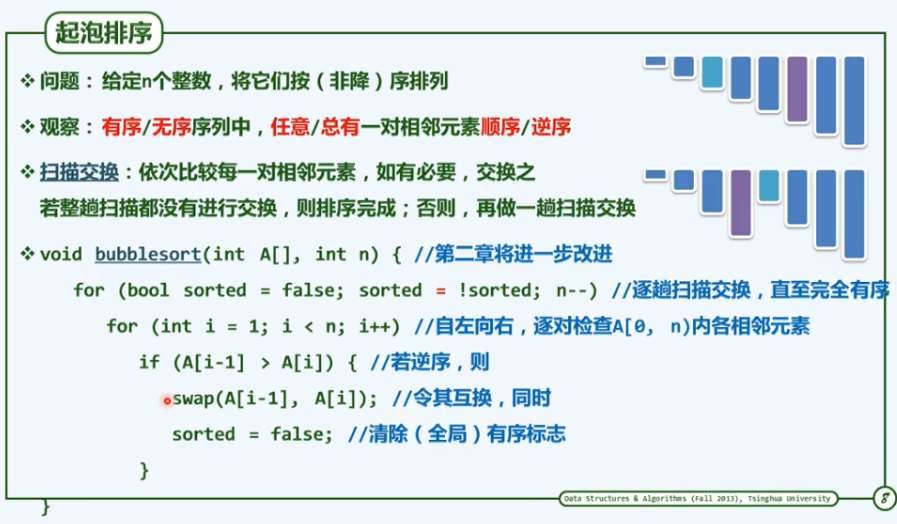 起泡排序
❖ 问题：给定n个整数，将它们按（非降）序排列
❖ 观察：有序/无序序列中，任意/总有一对相邻元素顺序/逆序
❖ 扫描交换：依次比较每一对相邻元素，如有必要，交换之
若整趟扫描都没有进行交换，则排序完成；否则，再做一趟扫描交换
❖ void bubblesort(int A[], int n) { //第二章将进一步改进
for (bool sorted = false; sorted = !sorted; n--) //逐趟扫描交换，直至完全有序
for (int i = 1; i < n; i++) //自左向右，逐对检查A[0, n)内各相邻元素
if (A[i-1] > A[i]) { //若逆序，则
swap(A[i-1], A[i]); //令其互换，同时
sorted = false; //清除（全局）有序标志
}
}
Data Structures & Algorithms (Fall 2013), Tsinghua University
8